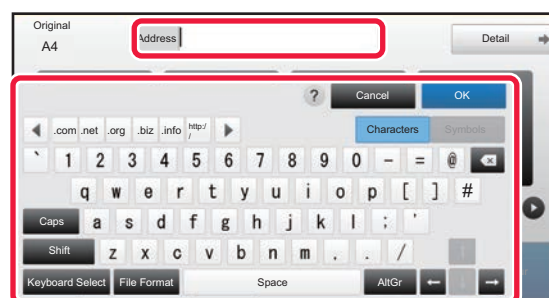 Original
A4
Address
Detail
?
Cancel
OK
.com .net .org .biz .info http://
Characters
Symbols
` 1 2 3 4 5 6 7 8 9 0 - = @
q w e r t y u i o p [ ] #
Caps a s d f g h j k l ; '
Shift z x c v b n m . . /
Keyboard Select File Format Space AltGr